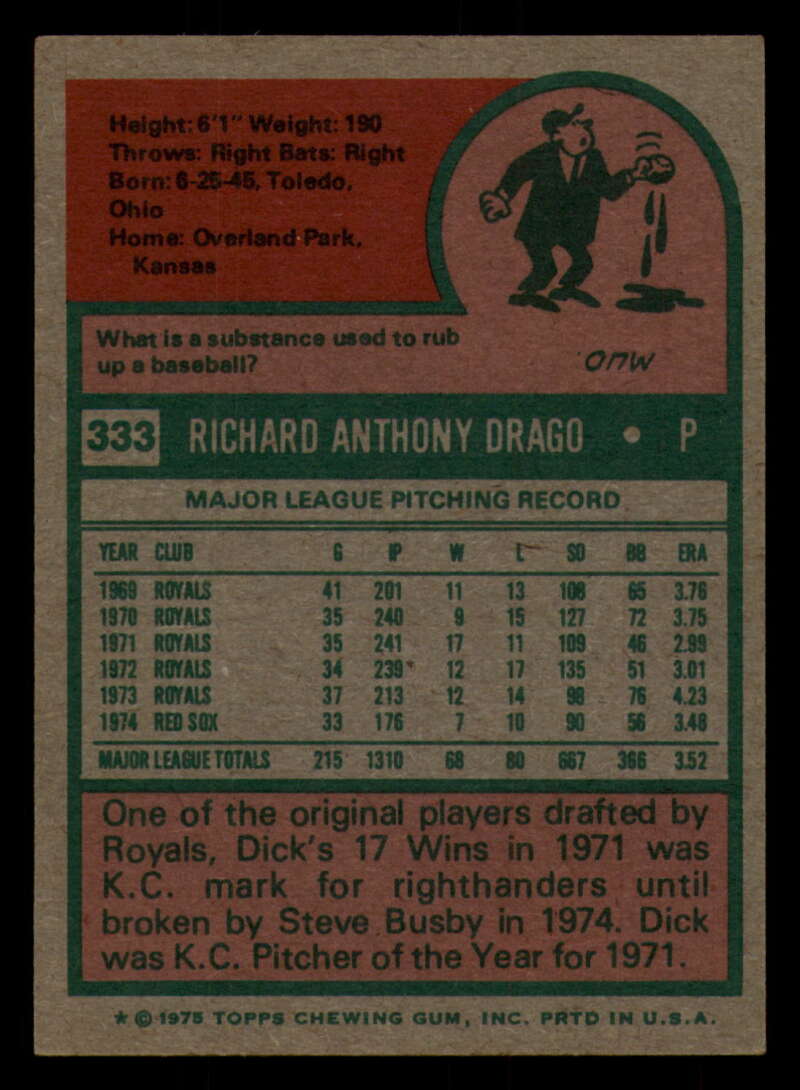 Height: 6'1" Weight: 190
Throws: Right Bats: Right
Born: 6-25-45, Toledo,
Ohio
Home: Overland Park,
Kansas
What is a substance used to rub
up a baseball?
MUD.
333 RICHARD ANTHONY DRAGO • P
MAJOR LEAGUE PITCHING RECORD
YEAR CLUB G IP W L SO BB ERA
1969 ROYALS 41 201 11 13 108 65 3.76
1970 ROYALS 35 240 9 15 127 72 3.75
1971 ROYALS 35 241 17 11 109 46 2.99
1972 ROYALS 34 239 12 17 135 51 3.01
1973 ROYALS 37 213 12 14 98 76 4.23
1974 RED SOX 33 176 7 10 90 56 3.48
MAJOR LEAGUE TOTALS 215 1310 68 80 667 366 3.52
One of the original players drafted by
Royals, Dick's 17 Wins in 1971 was
K.C. mark for righthanders until
broken by Steve Busby in 1974. Dick
was K.C. Pitcher of the Year for 1971.
* © 1975 TOPPS CHEWING GUM, INC. PRTD IN U.S.A.